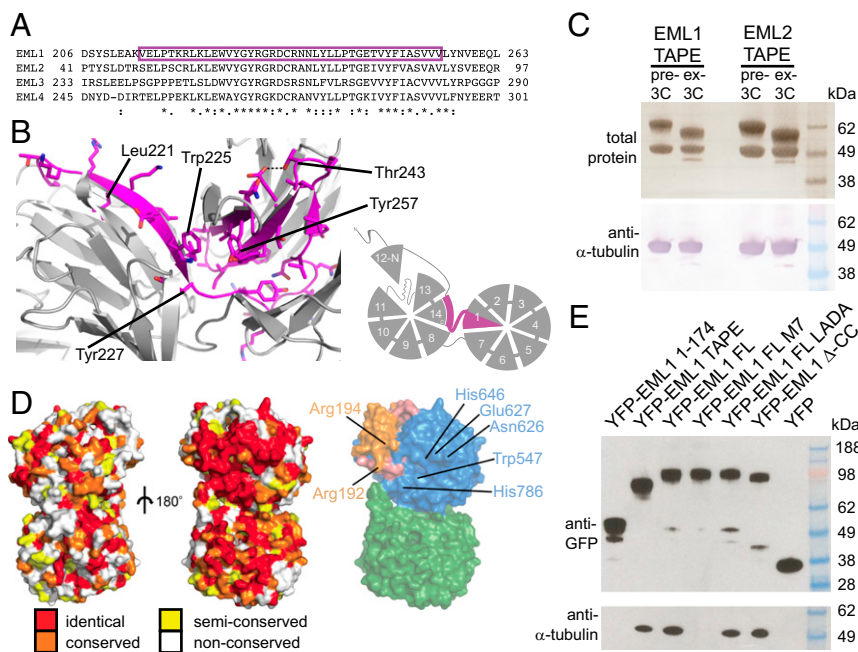 A
EML1 206 DSYSLEAKVELPTKRLKLEWVYGYRGRDCRNNLYLLPTGETVYFIASVVVLYNVEEQL 263
EML2 41 PTYSLDTRSELPSCRLKLEWVYGYRGRDCRANLYLLPTGEIVYFVASVAVLYSVEEQR 97
EML3 233 IRSLEELPSGPPPETLSLDWVYGYRGRDSRSNLFVLRSGEVVYFIACVVVLYRPGGGP 290
EML4 245 DNYD-DIRTELPPEKLKLEWAYGYRGKDSRANVYLLPTGEIVYFIASVVVLFNYEERT 301
B
Leu221
Trp225
Thr243
Tyr257
Tyr227
12-N
13
14
11
10
9
8
1
2
3
4
5
6
7
C
EML1 TAPE
EML2 TAPE
pre-3C
ex-3C
pre-3C
ex-3C
kDa
total protein
62
49
38
anti-α-tubulin
62
49
38
D
180°
Arg194
Arg192
His646
Glu627
Asn626
Trp547
His786
identical
conserved
semi-conserved
non-conserved
E
YFP-EML1 1-174
YFP-EML1 TAPE
YFP-EML1 FL
YFP-EML1 FL M7
YFP-EML1 FL LADA
YFP-EML1 Δ-CC
YFP
kDa
188
98
62
49
38
28
anti-GFP
anti-α-tubulin
62
49